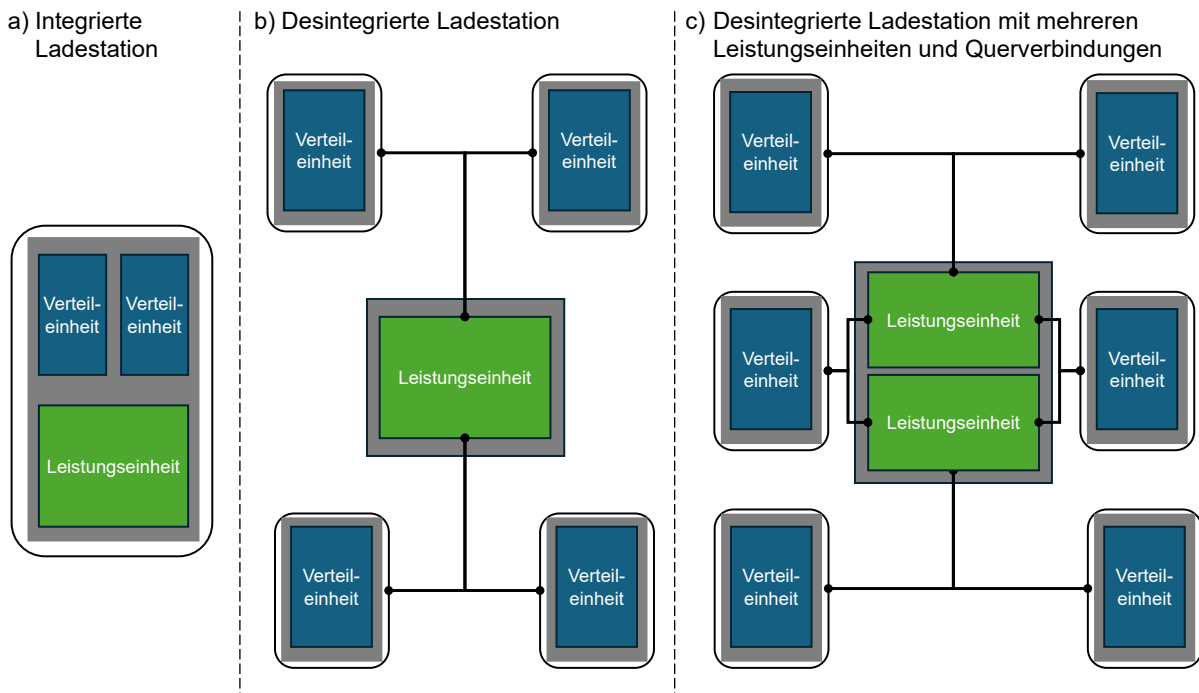 a) Integrierte
Ladestation
Verteil-
einheit
Verteil-
einheit
Leistungseinheit
b) Desintegrierte Ladestation
Verteil-
einheit
Verteil-
einheit
Leistungseinheit
Verteil-
einheit
Verteil-
einheit
c) Desintegrierte Ladestation mit mehreren
Leistungseinheiten und Querverbindungen
Verteil-
einheit
Verteil-
einheit
Leistungseinheit
Verteil-
einheit
Verteil-
einheit
Leistungseinheit
Verteil-
einheit
Verteil-
einheit